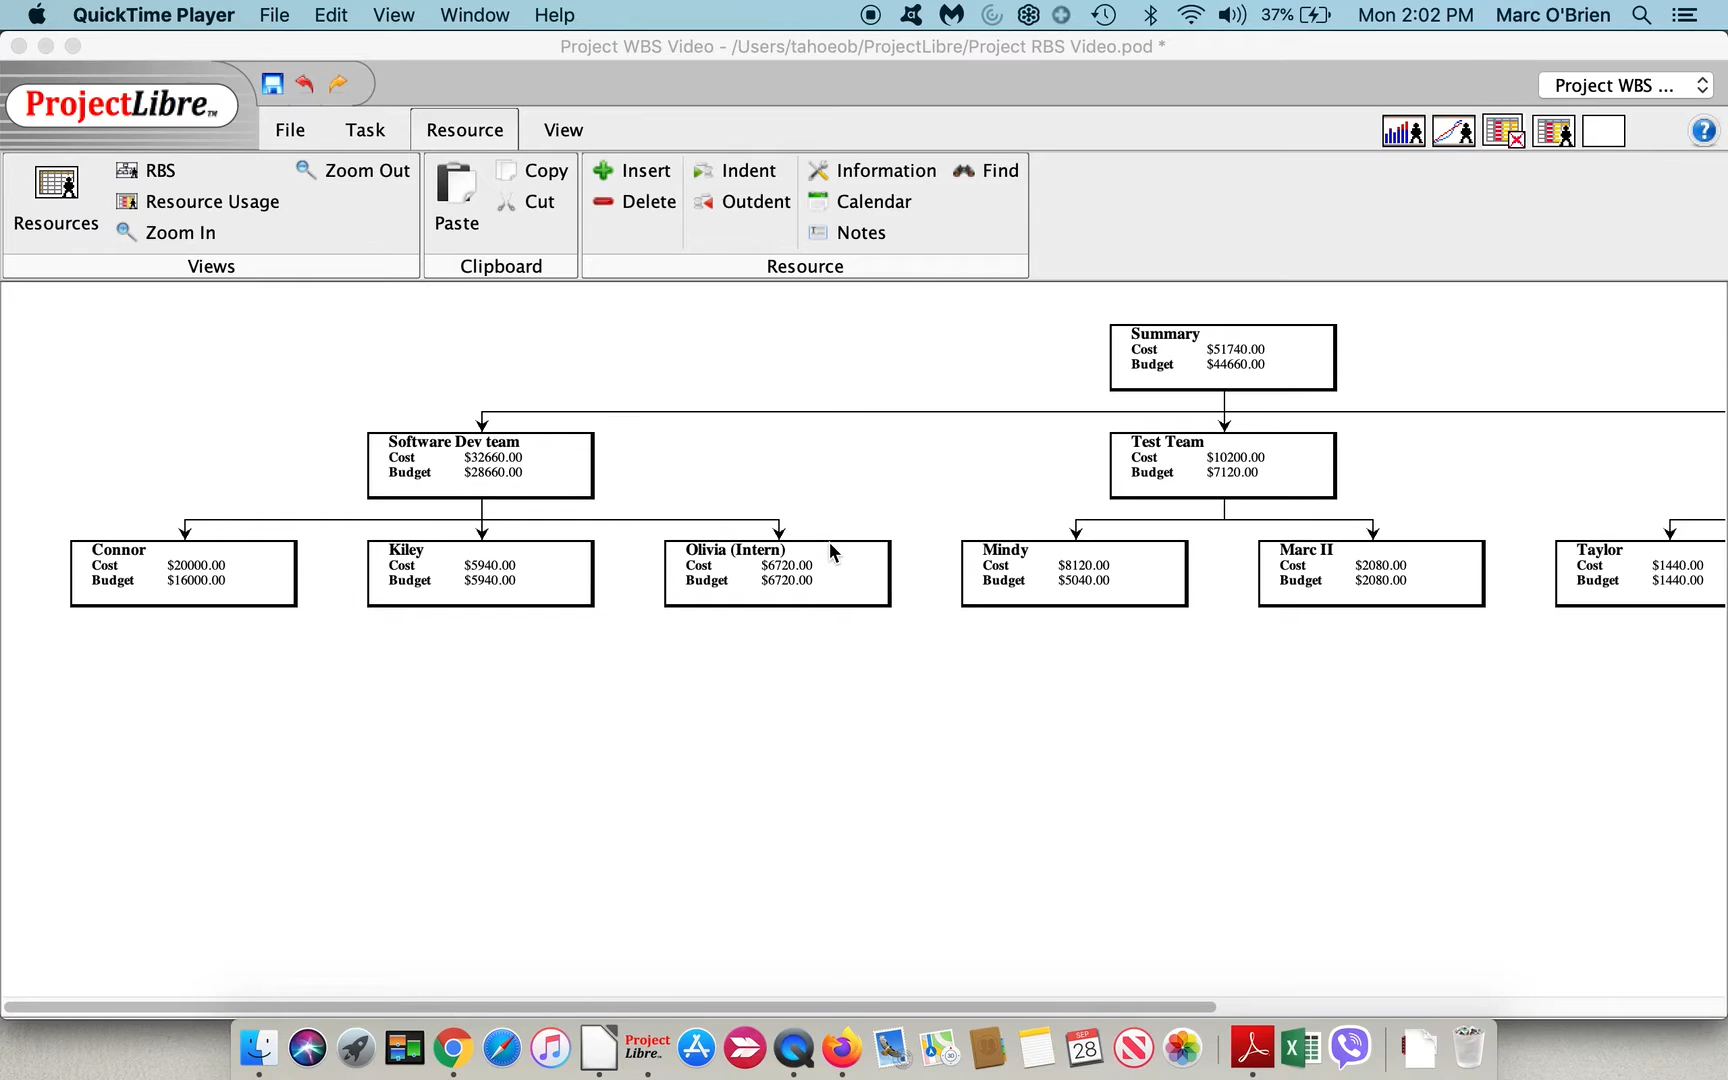 QuickTime Player File Edit View Window Help 37% Mon 2:02 PM Marc O'Brien
Project WBS Video - /Users/tahoeob/ProjectLibre/Project RBS Video.pod *
ProjectLibre™
Project WBS ...
File Task Resource View
?
Resources
RBS
Resource Usage
Zoom In
Zoom Out
Views
Paste
Copy
Cut
Clipboard
Insert
Delete
Indent
Outdent
Information
Calendar
Notes
Find
Resource
Summary
Cost $51740.00
Budget $44660.00
Software Dev team
Cost $32660.00
Budget $28660.00
Test Team
Cost $10200.00
Budget $7120.00
Connor
Cost $20000.00
Budget $16000.00
Kiley
Cost $5940.00
Budget $5940.00
Olivia (Intern)
Cost $6720.00
Budget $6720.00
Mindy
Cost $8120.00
Budget $5040.00
Marc II
Cost $2080.00
Budget $2080.00
Taylor
Cost $1440.00
Budget $1440.00
Project
Libre™
SEP
28